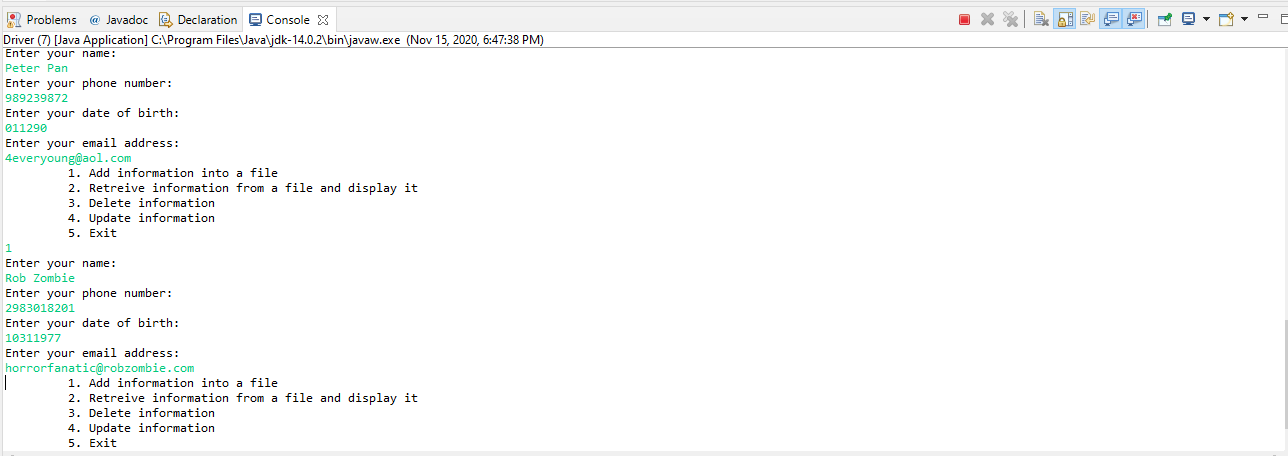 Problems @ Javadoc Declaration Console
Driver (7) [Java Application] C:\Program Files\Java\jdk-14.0.2\bin\javaw.exe (Nov 15, 2020, 6:47:38 PM)
Enter your name:
Peter Pan
Enter your phone number:
989239872
Enter your date of birth:
011290
Enter your email address:
4everyoung@aol.com
1. Add information into a file
2. Retreive information from a file and display it
3. Delete information
4. Update information
5. Exit
1
Enter your name:
Rob Zombie
Enter your phone number:
2983018201
Enter your date of birth:
10311977
Enter your email address:
horrorfanatic@robzombie.com
1. Add information into a file
2. Retreive information from a file and display it
3. Delete information
4. Update information
5. Exit